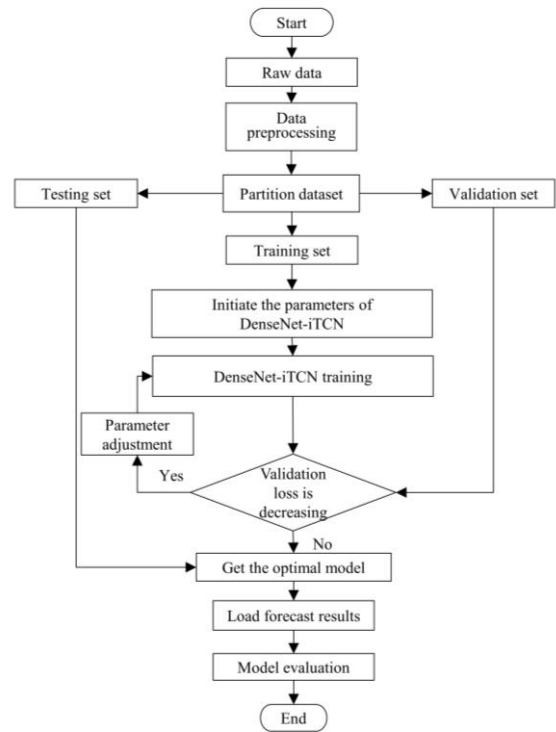 Start
Raw data
Data
preprocessing
Testing set
Partition dataset
Validation set
Training set
Initiate the parameters of
DenseNet-iTCN
DenseNet-iTCN training
Parameter
adjustment
Yes
Validation
loss is
decreasing
No
Get the optimal model
Load forecast results
Model evaluation
End